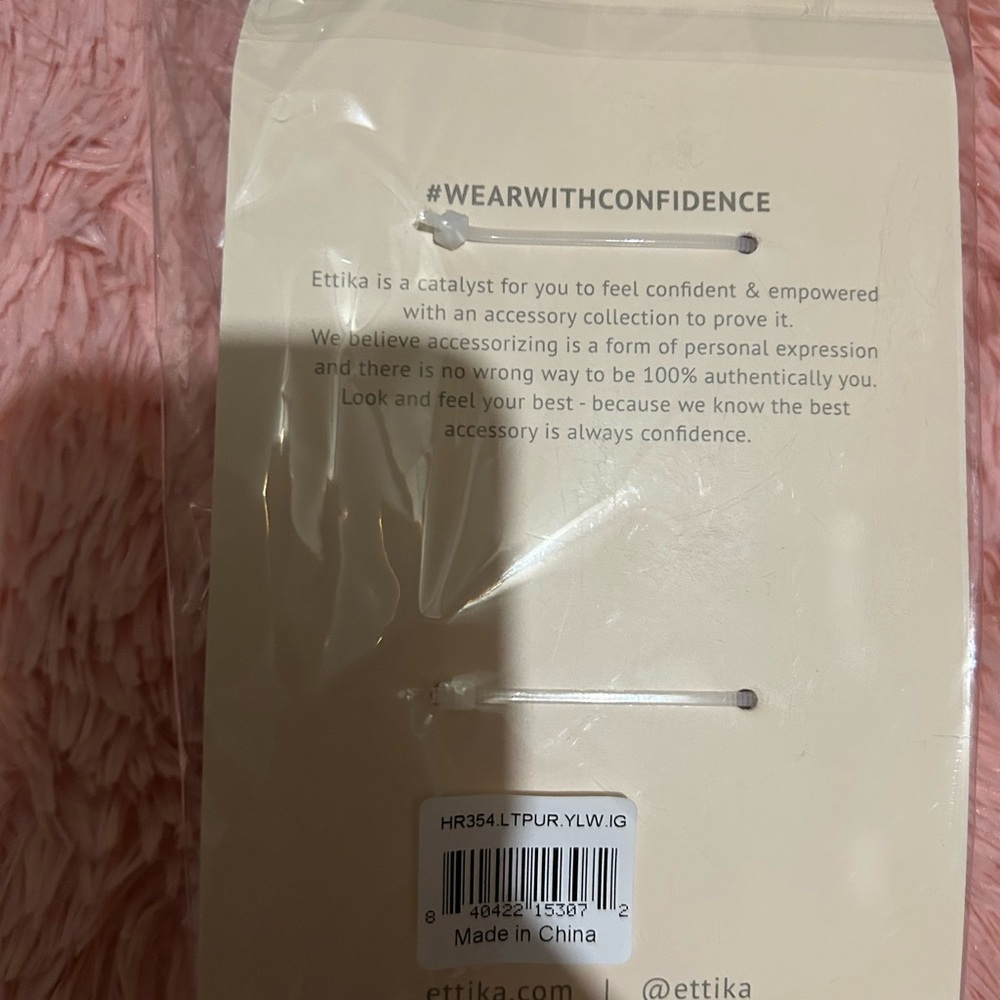 #WEARWITHCONFIDENCE
Ettika is a catalyst for you to feel confident & empowered
with an accessory collection to prove it.
We believe accessorizing is a form of personal expression
and there is no wrong way to be 100% authentically you.
Look and feel your best - because we know the best
accessory is always confidence.
HR354.LTPUR.YLW.IG
8 40422 15307 2
Made in China
ettika.com | @ettika